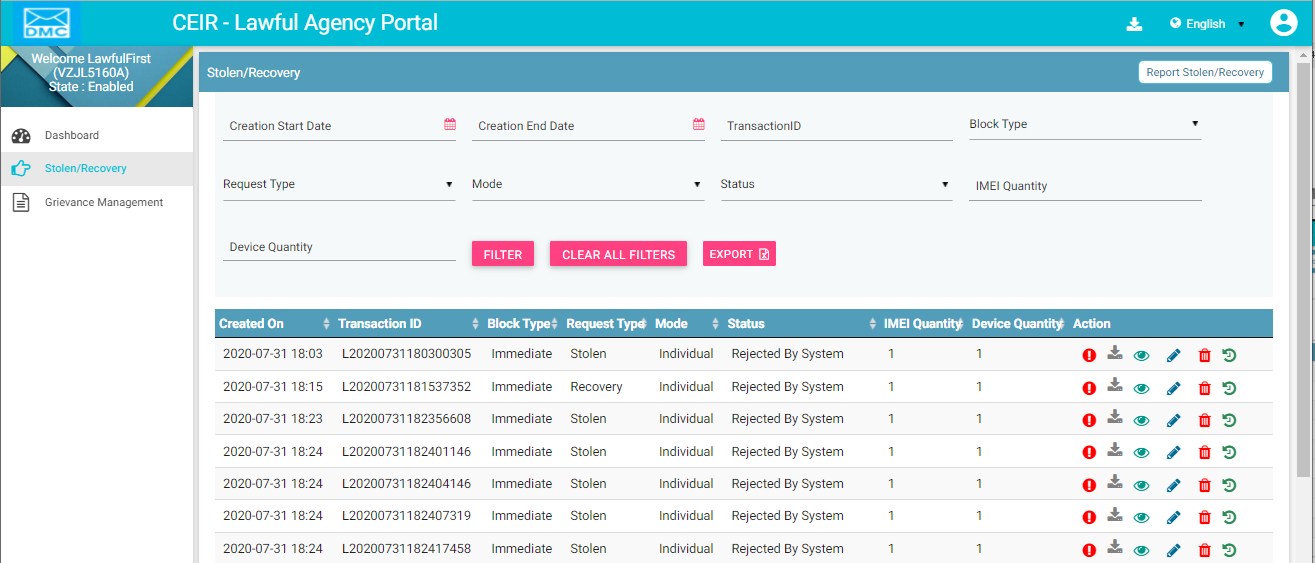 DMC
CEIR - Lawful Agency Portal
English
Welcome LawfulFirst
(VZJL5160A)
State : Enabled
Dashboard
Stolen/Recovery
Grievance Management
Stolen/Recovery
Report Stolen/Recovery
Creation Start Date
Creation End Date
TransactionID
Block Type
Request Type
Mode
Status
IMEI Quantity
Device Quantity
FILTER
CLEAR ALL FILTERS
EXPORT
Created On Transaction ID Block Type Request Type Mode Status IMEI Quantity Device Quantity Action
2020-07-31 18:03 L20200731180300305 Immediate Stolen Individual Rejected By System 1 1
2020-07-31 18:15 L20200731181537352 Immediate Recovery Individual Rejected By System 1 1
2020-07-31 18:23 L20200731182356608 Immediate Stolen Individual Rejected By System 1 1
2020-07-31 18:24 L20200731182401146 Immediate Stolen Individual Rejected By System 1 1
2020-07-31 18:24 L20200731182404146 Immediate Stolen Individual Rejected By System 1 1
2020-07-31 18:24 L20200731182407319 Immediate Stolen Individual Rejected By System 1 1
2020-07-31 18:24 L20200731182417458 Immediate Stolen Individual Rejected By System 1 1